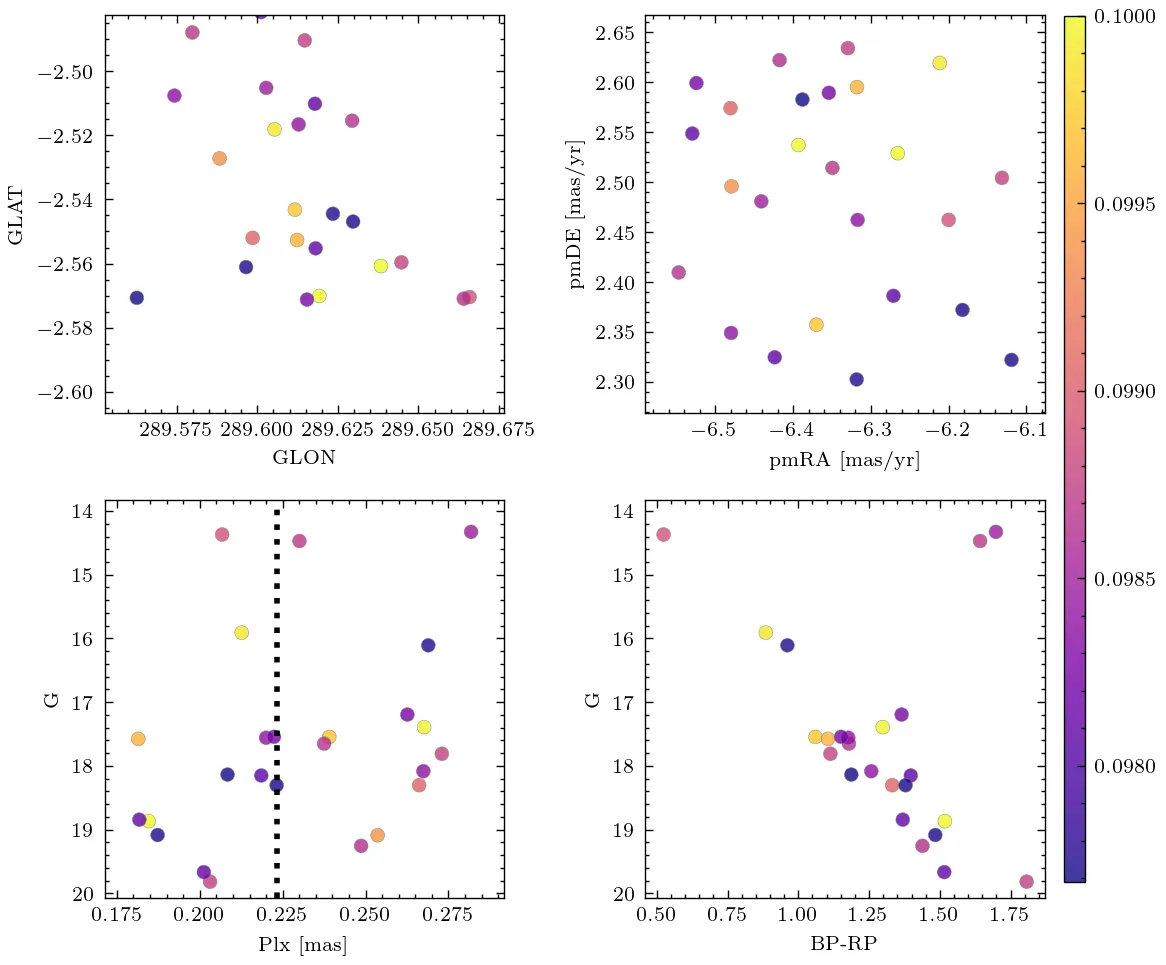 −2.50
−2.52
−2.54
−2.56
−2.58
−2.60
GLAT
289.575 289.600 289.625 289.650 289.675
GLON
2.65
2.60
2.55
2.50
2.45
2.40
2.35
2.30
pmDE [mas/yr]
−6.5 −6.4 −6.3 −6.2 −6.1
pmRA [mas/yr]
14
15
16
17
18
19
20
G
0.175 0.200 0.225 0.250 0.275
Plx [mas]
14
15
16
17
18
19
20
G
0.50 0.75 1.00 1.25 1.50 1.75
BP-RP
0.1000
0.0995
0.0990
0.0985
0.0980